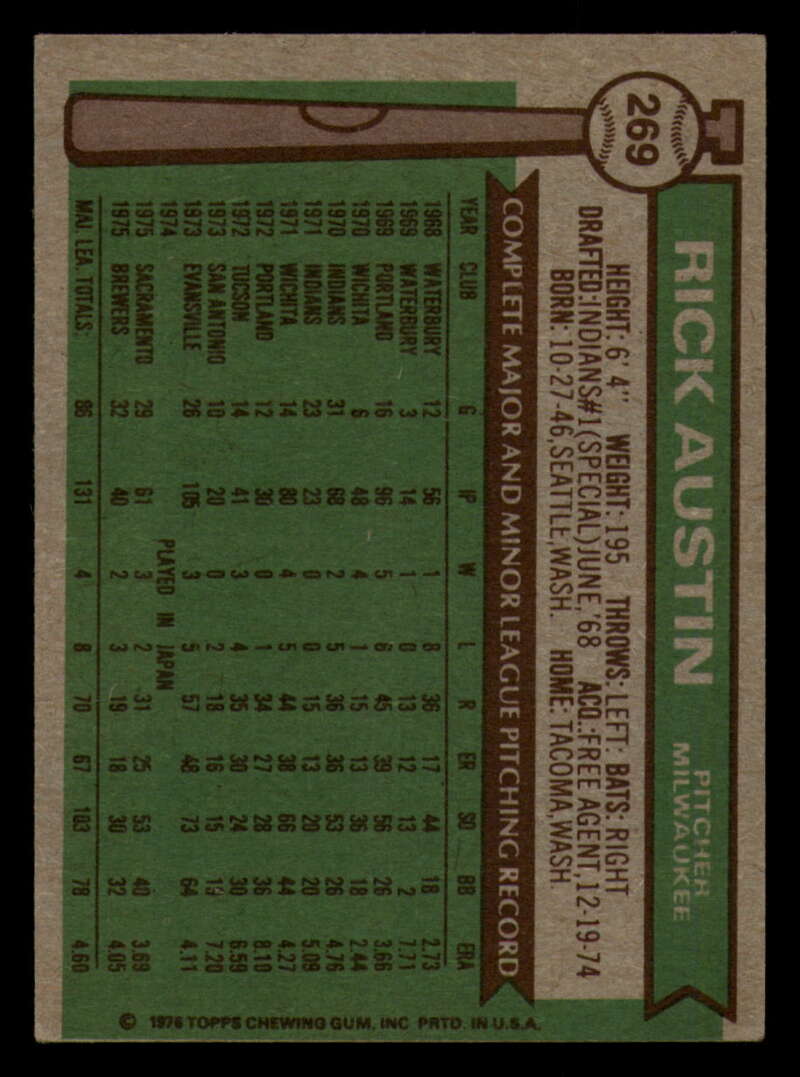 269
RICK AUSTIN
PITCHER
MILWAUKEE
HEIGHT: 6' 4" WEIGHT: 195 THROWS: LEFT: BATS: RIGHT
DRAFTED:INDIANS#1(SPECIAL)JUNE,'68 ACQ.:FREE AGENT,12-19-74
BORN: 10-27-46,SEATTLE,WASH. HOME: TACOMA,WASH.
COMPLETE MAJOR AND MINOR LEAGUE PITCHING RECORD
YEAR CLUB G IP W L R ER SO BB ERA
1968 WATERBURY 12 56 1 8 36 17 44 18 2.73
1969 WATERBURY 3 14 1 0 13 12 13 2 7.71
1969 PORTLAND 16 96 5 6 45 39 56 26 3.66
1970 WICHITA 6 48 4 1 15 13 36 18 2.44
1970 INDIANS 31 68 2 5 36 36 53 26 4.76
1971 INDIANS 23 23 0 0 15 13 20 20 5.09
1971 WICHITA 14 80 4 5 44 38 66 44 4.27
1972 PORTLAND 12 30 0 1 34 27 28 36 8.10
1972 TUCSON 14 41 3 4 35 30 24 30 6.59
1973 SAN ANTONIO 10 20 0 2 18 16 15 19 7.20
1973 EVANSVILLE 26 105 3 5 57 48 73 64 4.11
1974 PLAYED IN JAPAN
1975 SACRAMENTO 29 61 3 2 31 25 53 40 3.69
1975 BREWERS 32 40 2 3 19 18 30 32 4.05
MAJ. LEA. TOTALS: 86 131 4 8 70 67 103 78 4.60
© 1976 TOPPS CHEWING GUM, INC PRTD. IN U.S.A.